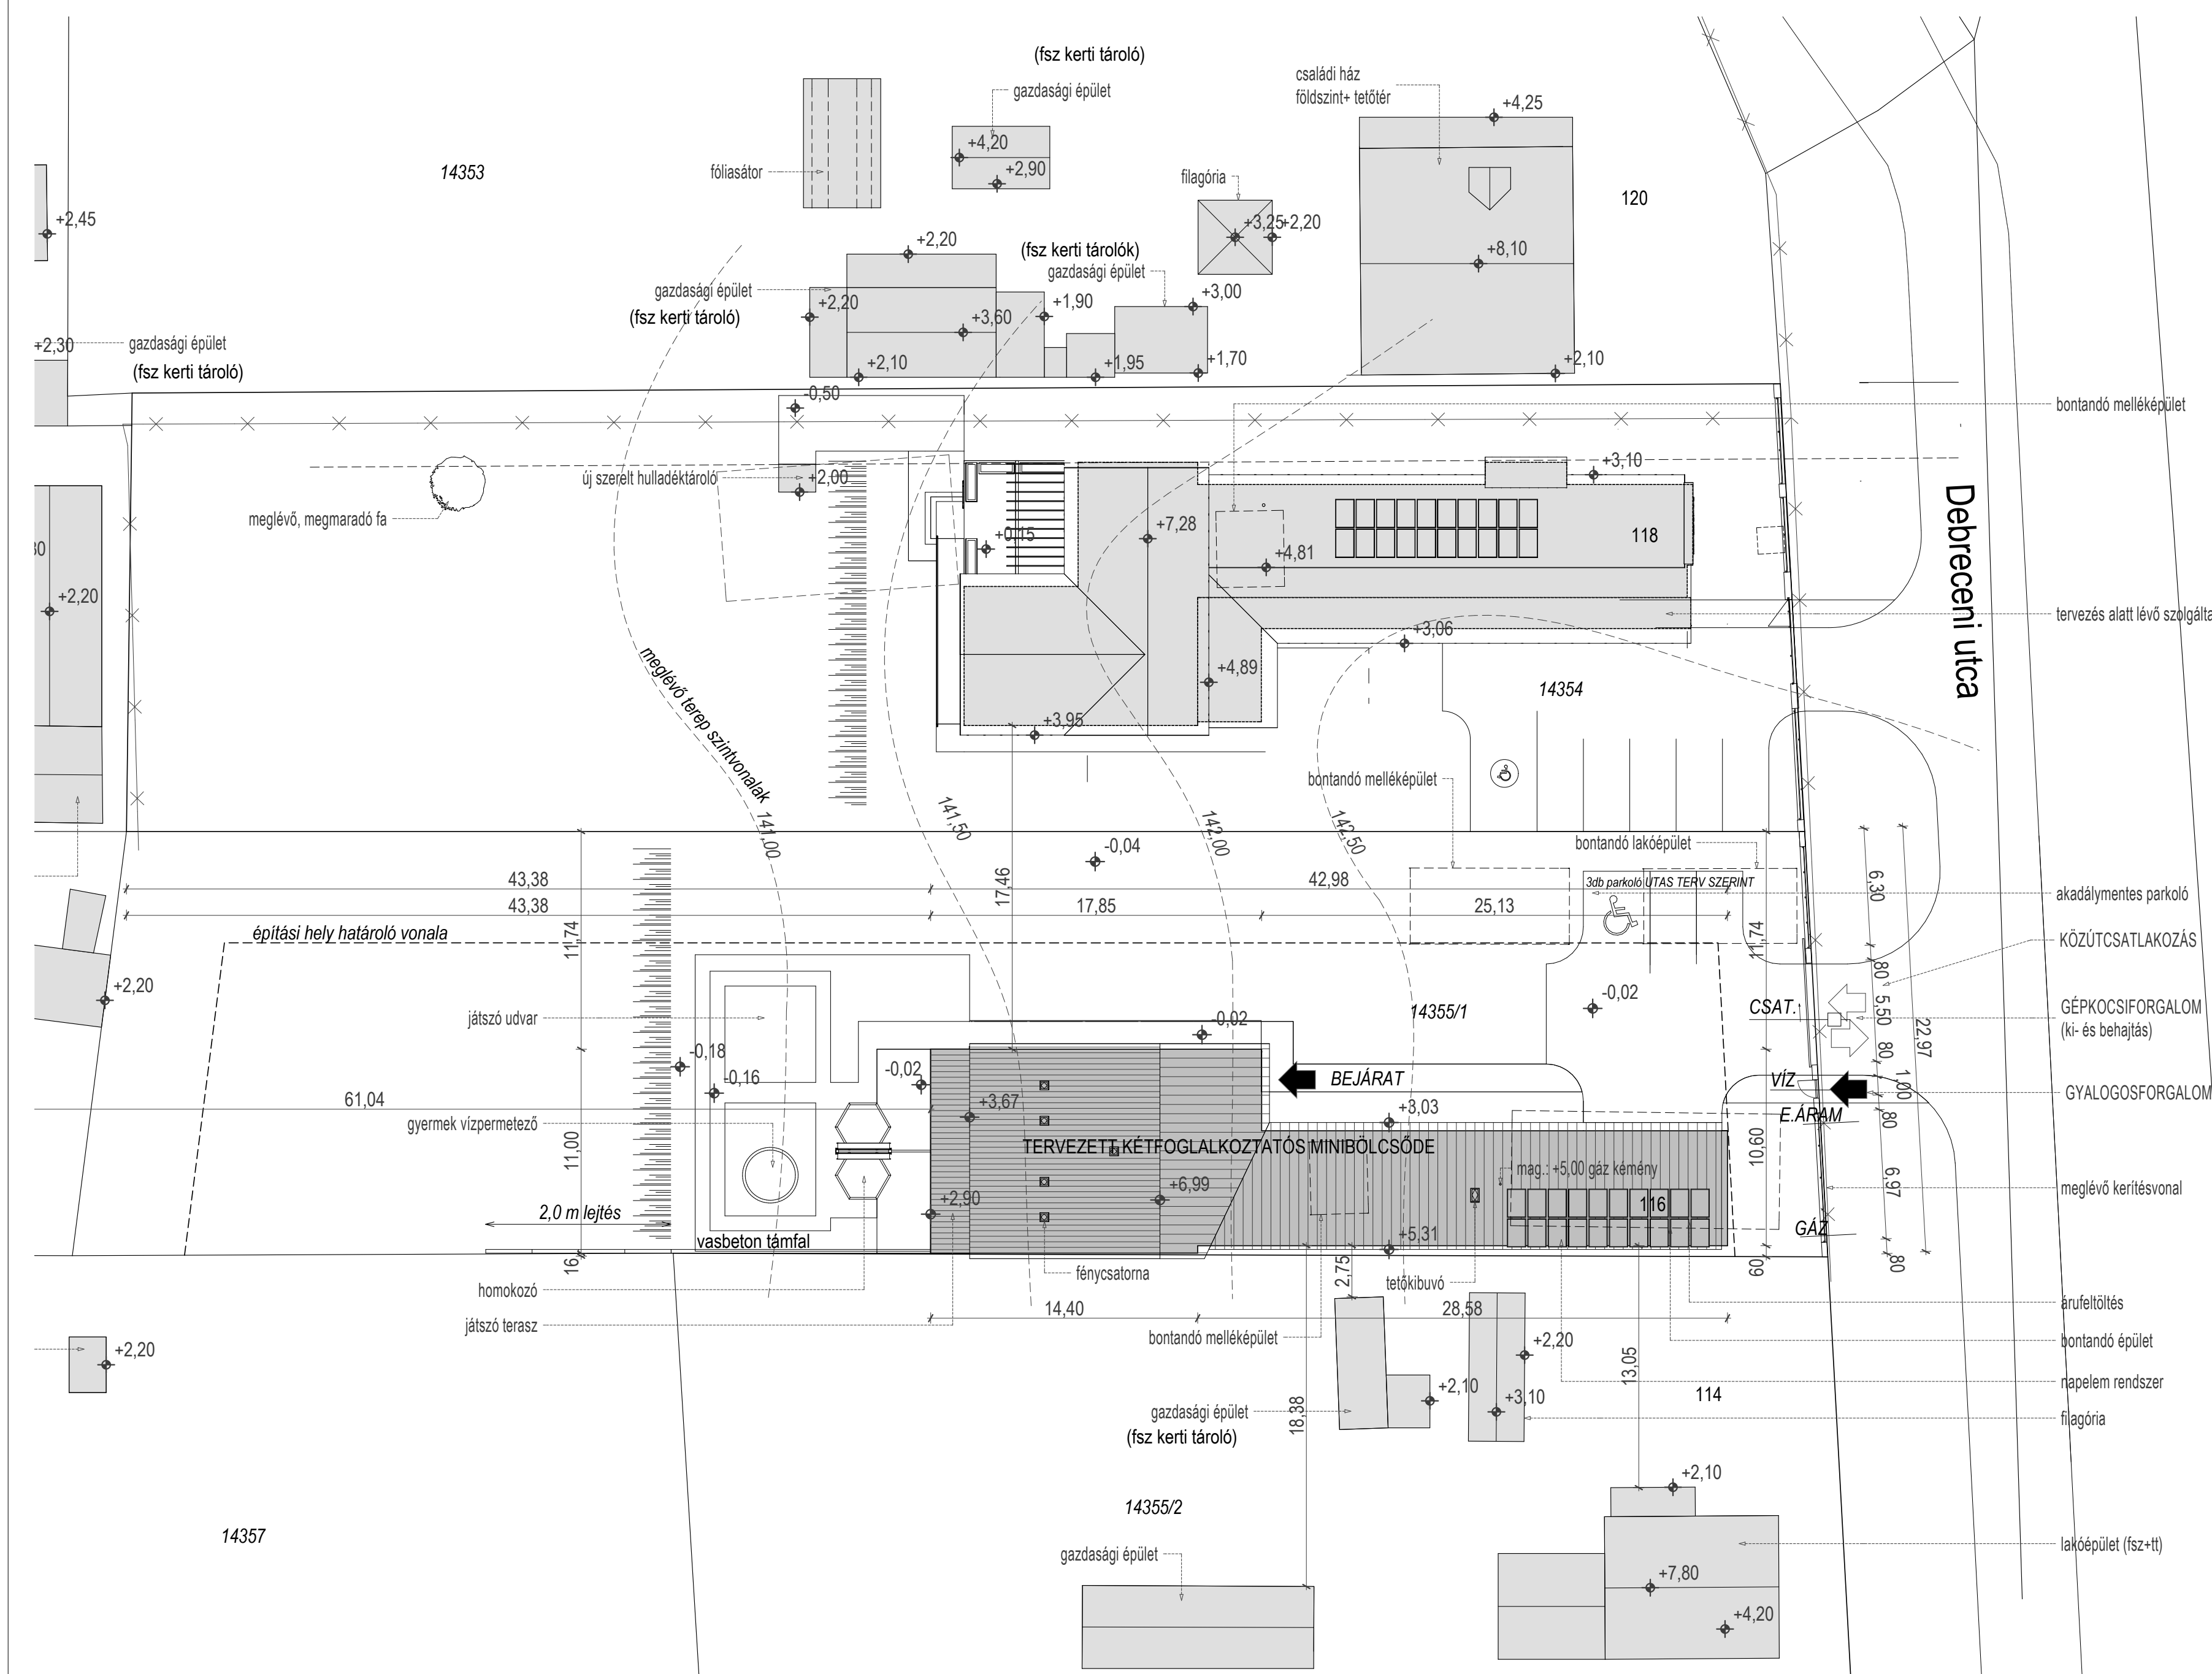 (fsz kerti tároló)
gazdasági épület
családi ház
földszint+ tetőtér
+4,25
+4,20
+2,90
14353
fóliasátor
filagória
120
+2,45
+3,25
+2,20
+2,20
(fsz kerti tárolók)
gazdasági épület
+8,10
gazdasági épület
(fsz kerti tároló)
+2,20
+3,60
+1,90
+3,00
+2,30
gazdasági épület
(fsz kerti tároló)
+2,10
+1,95
+1,70
+2,10
-0,50
bontandó melléképület
új szerelt hulladéktároló
+2,00
+3,10
meglévő, megmaradó fa
+0,15
+7,28
+4,81
118
Debreceni utca
+2,20
tervezés alatt lévő szolgálta
+3,06
meglévő terep szintvonalak
+4,89
14354
+3,95
bontandó melléképület
141,00
141,50
142,00
142,50
bontandó lakóépület
-0,04
43,38
17,46
42,98
3db parkoló UTAS TERV SZERINT
6,30
akadálymentes parkoló
43,38
17,85
25,13
építási hely határoló vonala
11,74
11,74
KÖZÚTCSATLAKOZÁS
+2,20
80
játszó udvar
-0,02
14355/1
-0,02
CSAT.
5,50
GÉPKOCSIFORGALOM
(ki- és behajtás)
22,97
80
-0,18
-0,16
-0,02
BEJÁRAT
VÍZ
1,00
GYALOGOSFORGALOM
61,04
+3,67
+3,03
E.ÁRAM
80
gyermek vízpermetező
11,00
TERVEZETT KÉTFOGLALKOZTATÓS MINIBÖLCSŐDE
10,60
mag.: +5,00 gáz kémény
6,97
meglévő kerítésvonal
2,0 m lejtés
+2,90
+6,99
116
GÁZ
vasbeton támfal
+5,31
16
60
80
fénycsatorna
2,75
tetőkibuvó
homokozó
14,40
28,58
árufeltöltés
játszó terasz
bontandó melléképület
+2,20
bontandó épület
+2,20
13,05
napelem rendszer
+2,10
+3,10
114
gazdasági épület
(fsz kerti tároló)
18,38
filagória
+2,10
14355/2
14357
gazdasági épület
lakóépület (fsz+tt)
+7,80
+4,20